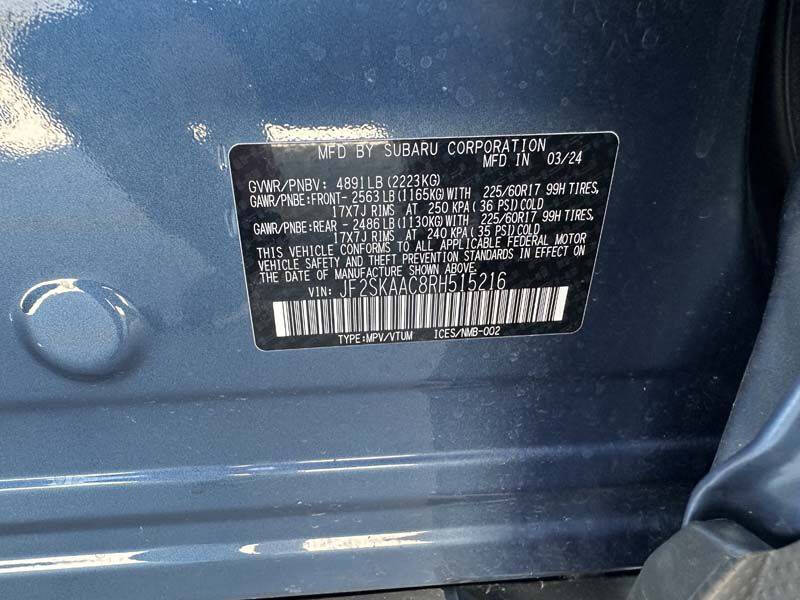 MFD BY SUBARU CORPORATION
MFD IN 03/24
GVWR/PNBV: 4891LB(2223KG)
GAWR/PNBE:FRONT- 2563LB(1165KG)WITH 225/60R17 99H TIRES,
17X7J RIMS AT 250 KPA(36 PSI)COLD
GAWR/PNBE:REAR - 2486LB(1130KG)WITH 225/60R17 99H TIRES,
17X7J RIMS AT 240 KPA(35 PSI)COLD
THIS VEHICLE CONFORMS TO ALL APPLICABLE FEDERAL MOTOR
VEHICLE SAFETY AND THEFT PREVENTION STANDARDS IN EFFECT ON
THE DATE OF MANUFACTURE SHOWN ABOVE.
VIN: JF2SKAAC8RH515216
TYPE:MPV/VTUM ICES/NMB-002